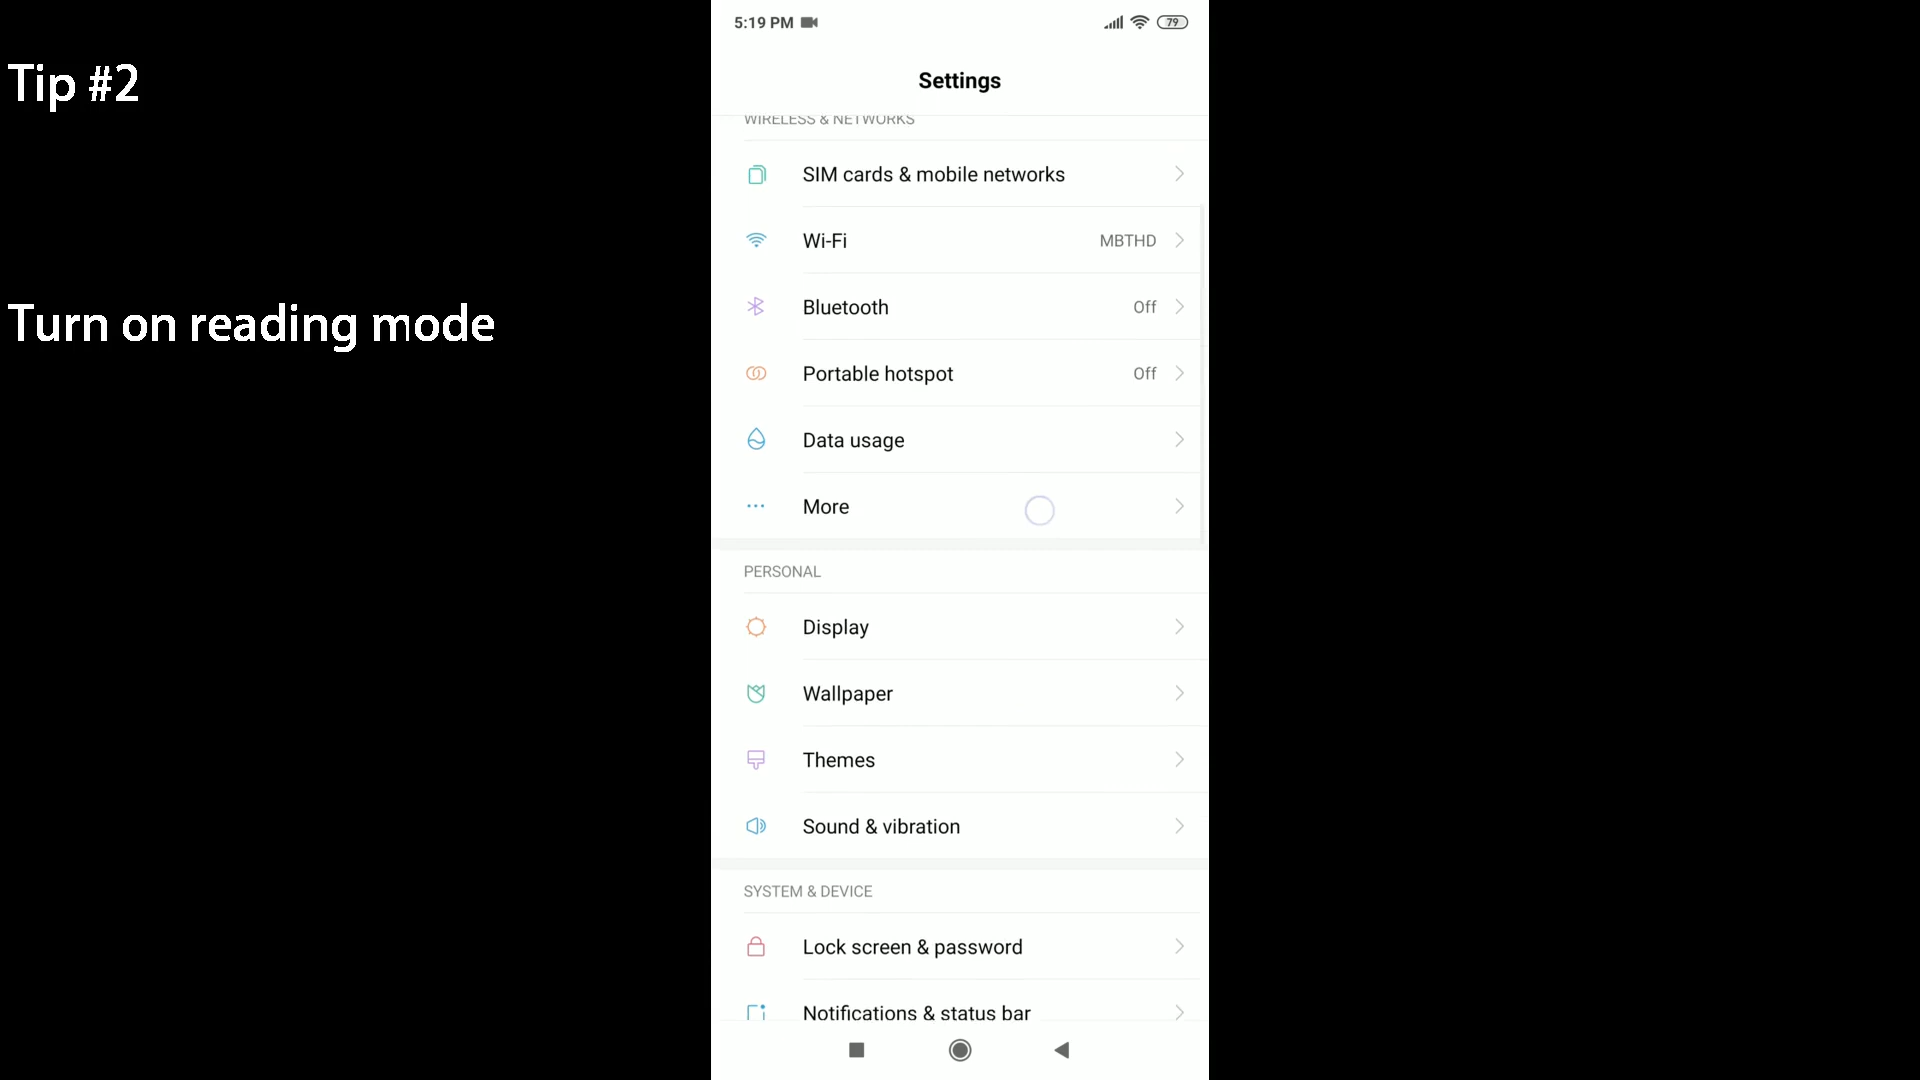 Tip #2
Turn on reading mode
5:19 PM
79
Settings
WIRELESS & NETWORKS
SIM cards & mobile networks
Wi-Fi MBTHD
Bluetooth Off
Portable hotspot Off
Data usage
More
PERSONAL
Display
Wallpaper
Themes
Sound & vibration
SYSTEM & DEVICE
Lock screen & password
Notifications & status bar